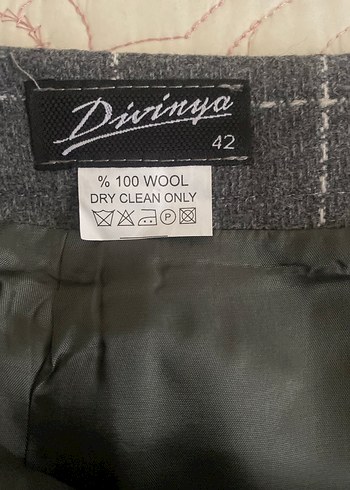 Divinya
42
% 100 WOOL
DRY CLEAN ONLY
P